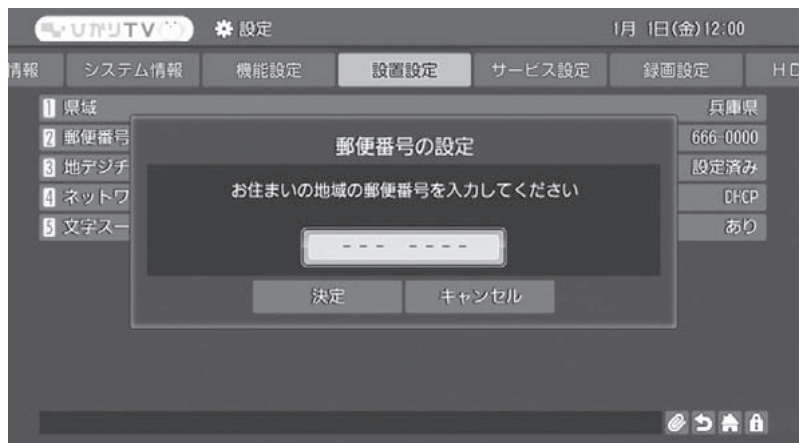 ひかりTV 設定 1月 1日(金)12:00
情報 システム情報 機能設定 設置設定 サービス設定 録画設定 HD
1 県域 兵庫県
2 郵便番号 666-0000
3 地デジチ 設定済み
4 ネットワ DHCP
5 文字スー あり
郵便番号の設定
お住まいの地域の郵便番号を入力してください
--- ----
決定 キャンセル